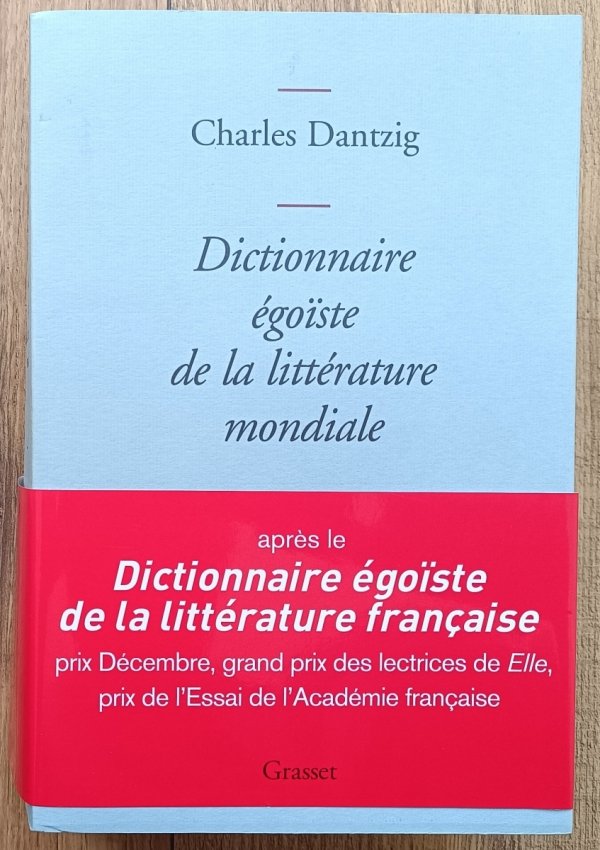 Charles Dantzig
Dictionnaire
égoïste
de la littérature
mondiale
après le
Dictionnaire égoïste
de la littérature française
prix Décembre, grand prix des lectrices de Elle,
prix de l'Essai de l'Académie française
Grasset